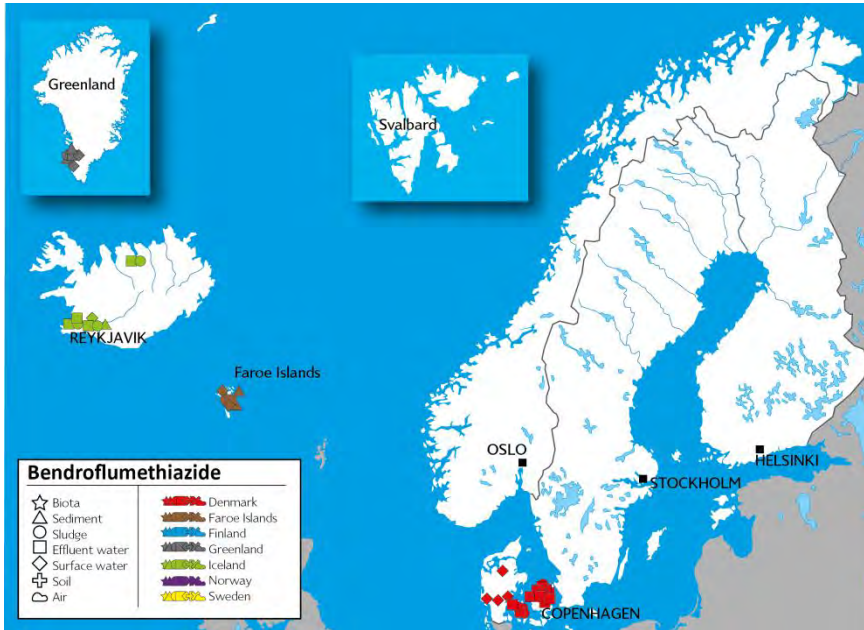 Greenland
Svalbard
REYKJAVIK
Faroe Islands
OSLO
HELSINKI
STOCKHOLM
COPENHAGEN
Bendroflumethiazide
Biota
Sediment
Sludge
Effluent water
Surface water
Soil
Air
Denmark
Faroe Islands
Finland
Greenland
Iceland
Norway
Sweden